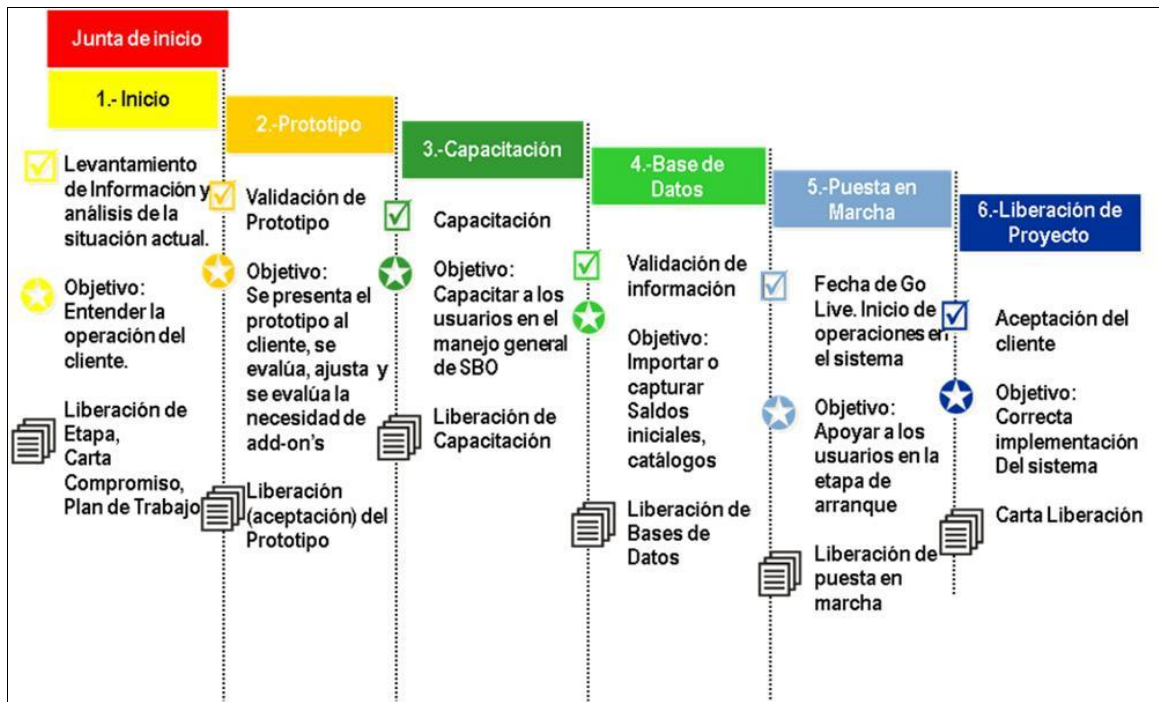 Junta de inicio
1.- Inicio
Levantamiento
de Información y
análisis de la
situación actual.
Objetivo:
Entender la
operación del
cliente.
Liberación de
Etapa,
Carta
Compromiso,
Plan de Trabajo
2.-Prototipo
Validación de
Prototipo
Objetivo:
Se presenta el
prototipo al
cliente, se
evalúa, ajusta y
se evalúa la
necesidad de
add-on's
Liberación
(aceptación) del
Prototipo
3.-Capacitación
Capacitación
Objetivo:
Capacitar a los
usuarios en el
manejo general
de SBO
Liberación de
Capacitación
4.-Base de
Datos
Validación de
información
Objetivo:
Importar o
capturar
Saldos
iniciales,
catálogos
Liberación de
Bases de
Datos
5.-Puesta en
Marcha
Fecha de Go
Live. Inicio de
operaciones en
el sistema
Objetivo:
Apoyar a los
usuarios en la
etapa de
arranque
Liberación de
puesta en
marcha
6.-Liberación de
Proyecto
Aceptación del
cliente
Objetivo:
Correcta
implementación
Del sistema
Carta Liberación